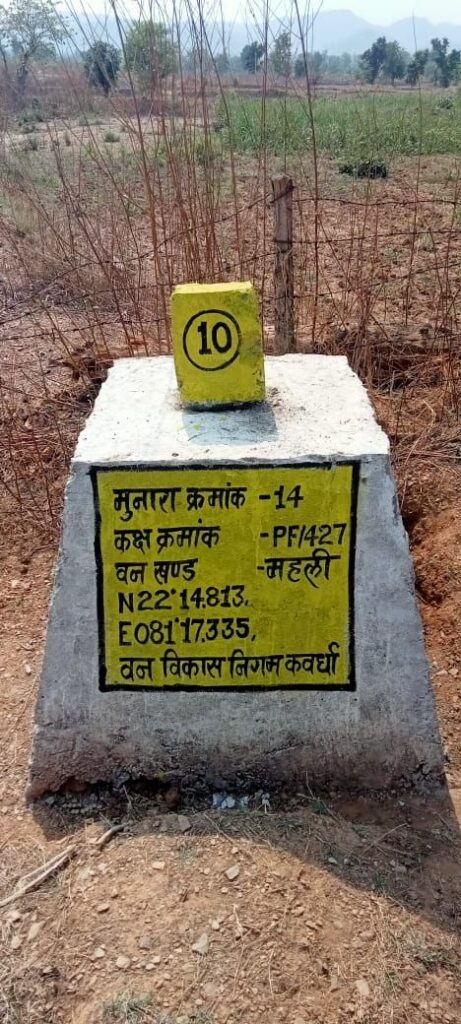 10
मुनारा क्रमांक -14
कक्ष क्रमांक -PF/427
वन खण्ड -महली
N22°14.813,
E081°17.335,
वन विकास निगम कवर्धा